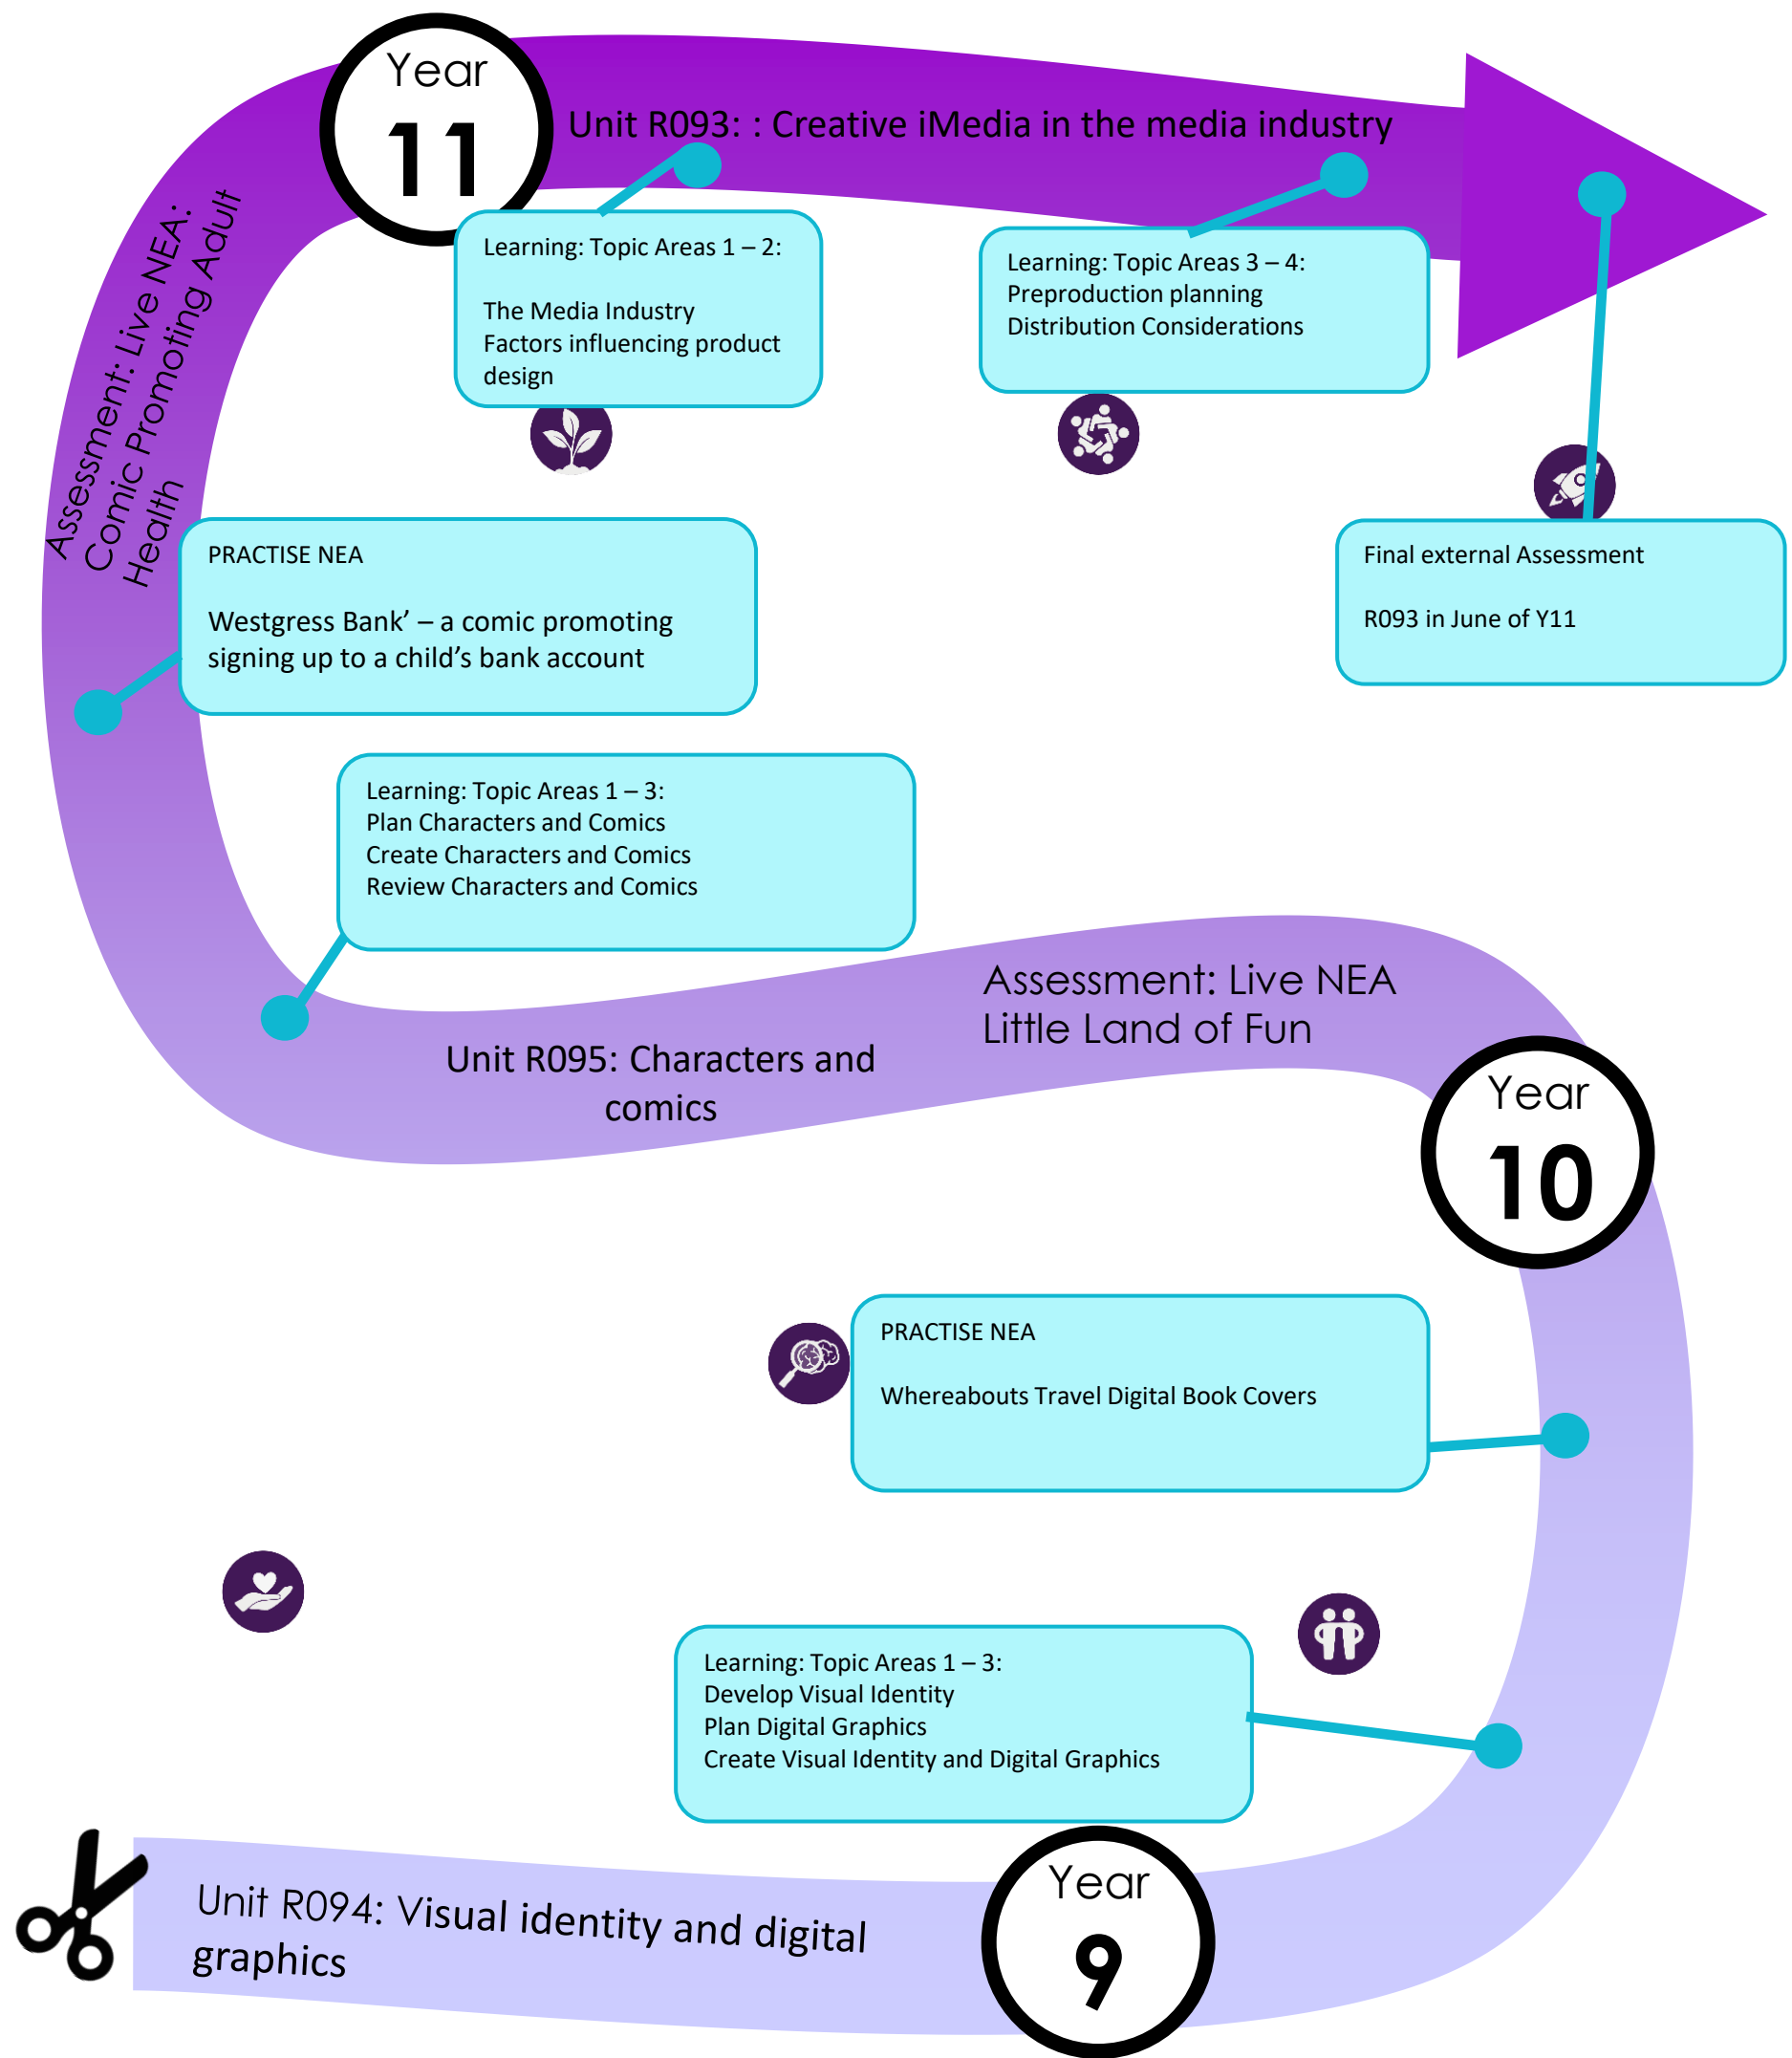 Year
11
Unit R093: : Creative iMedia in the media industry
Learning: Topic Areas 1 – 2:
The Media Industry
Factors influencing product
design
Learning: Topic Areas 3 – 4:
Preproduction planning
Distribution Considerations
Final external Assessment
R093 in June of Y11
Assessment: Live NEA:
Comic Promoting Adult
Health
PRACTISE NEA
Westgress Bank’ – a comic promoting
signing up to a child’s bank account
Learning: Topic Areas 1 – 3:
Plan Characters and Comics
Create Characters and Comics
Review Characters and Comics
Assessment: Live NEA
Little Land of Fun
Unit R095: Characters and
comics
Year
10
PRACTISE NEA
Whereabouts Travel Digital Book Covers
Learning: Topic Areas 1 – 3:
Develop Visual Identity
Plan Digital Graphics
Create Visual Identity and Digital Graphics
Year
9
Unit R094: Visual identity and digital
graphics